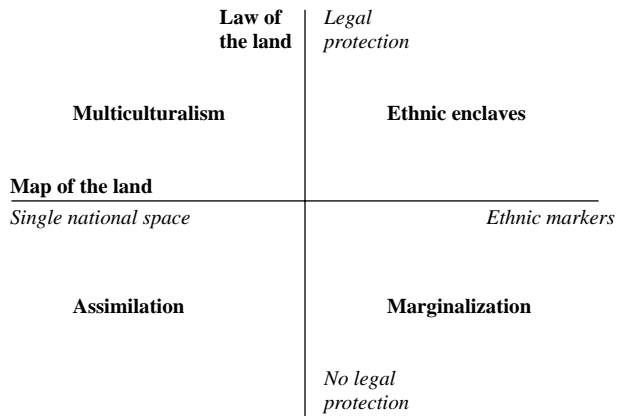 Law of
the land
Legal
protection
Multiculturalism
Ethnic enclaves
Map of the land
Single national space
Ethnic markers
Assimilation
Marginalization
No legal
protection